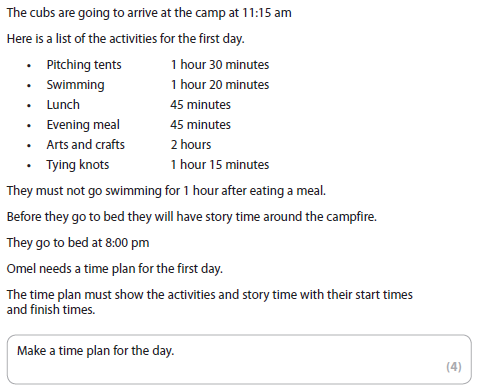 The cubs are going to arrive at the camp at 11:15 am
Here is a list of the activities for the first day.
• Pitching tents 1 hour 30 minutes
• Swimming 1 hour 20 minutes
• Lunch 45 minutes
• Evening meal 45 minutes
• Arts and crafts 2 hours
• Tying knots 1 hour 15 minutes
They must not go swimming for 1 hour after eating a meal.
Before they go to bed they will have story time around the campfire.
They go to bed at 8:00 pm
Omel needs a time plan for the first day.
The time plan must show the activities and story time with their start times
and finish times.
Make a time plan for the day.
(4)